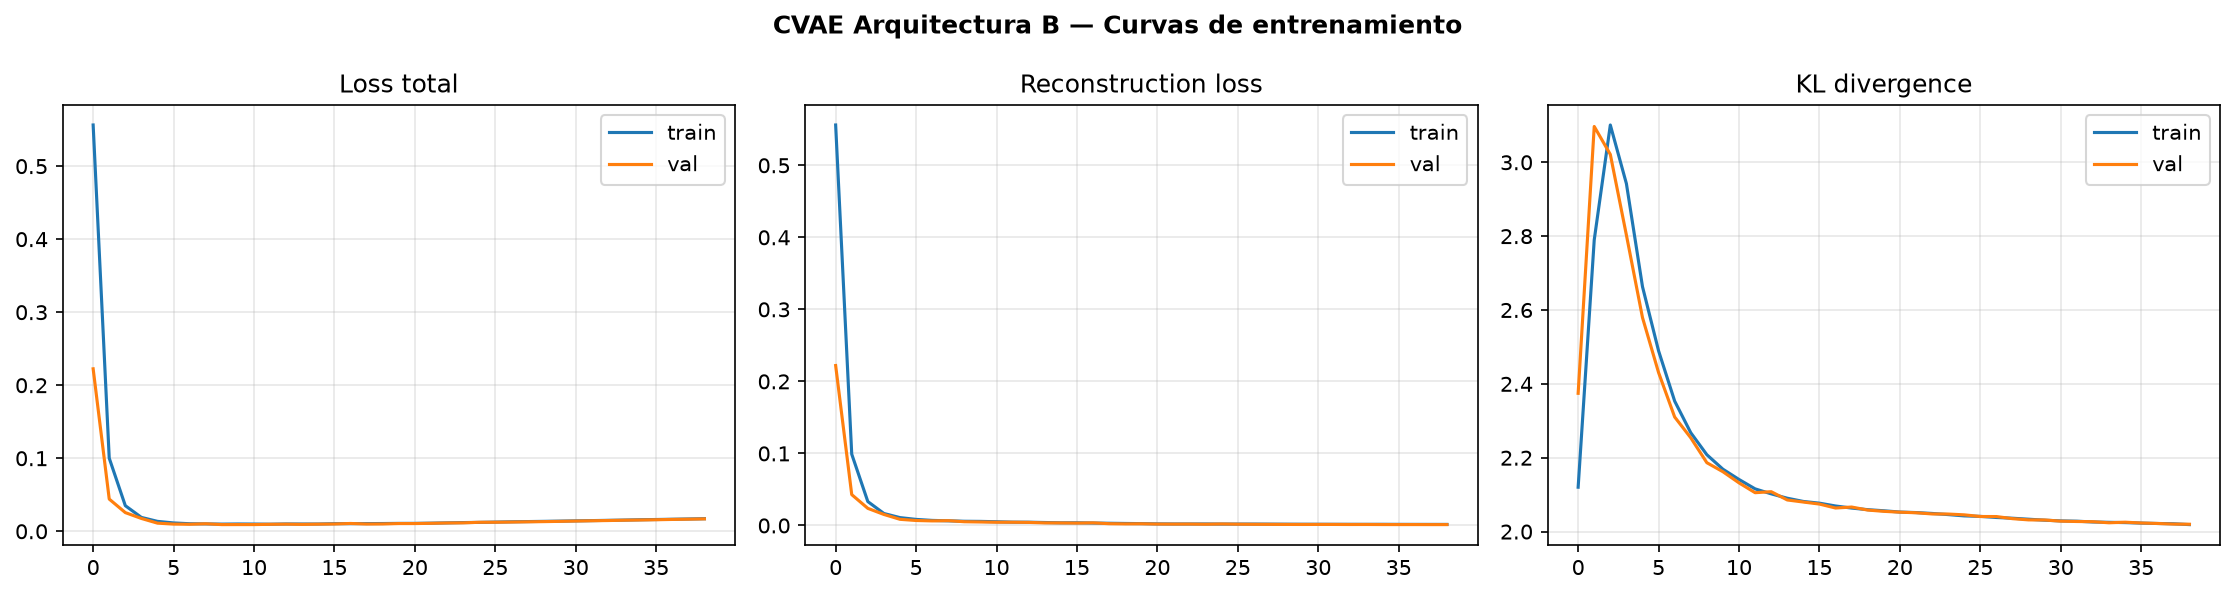 CVAE Arquitectura B — Curvas de entrenamiento
Loss total
train
val
0.5
0.4
0.3
0.2
0.1
0.0
0 5 10 15 20 25 30 35
Reconstruction loss
train
val
0.5
0.4
0.3
0.2
0.1
0.0
0 5 10 15 20 25 30 35
KL divergence
train
val
3.0
2.8
2.6
2.4
2.2
2.0
0 5 10 15 20 25 30 35